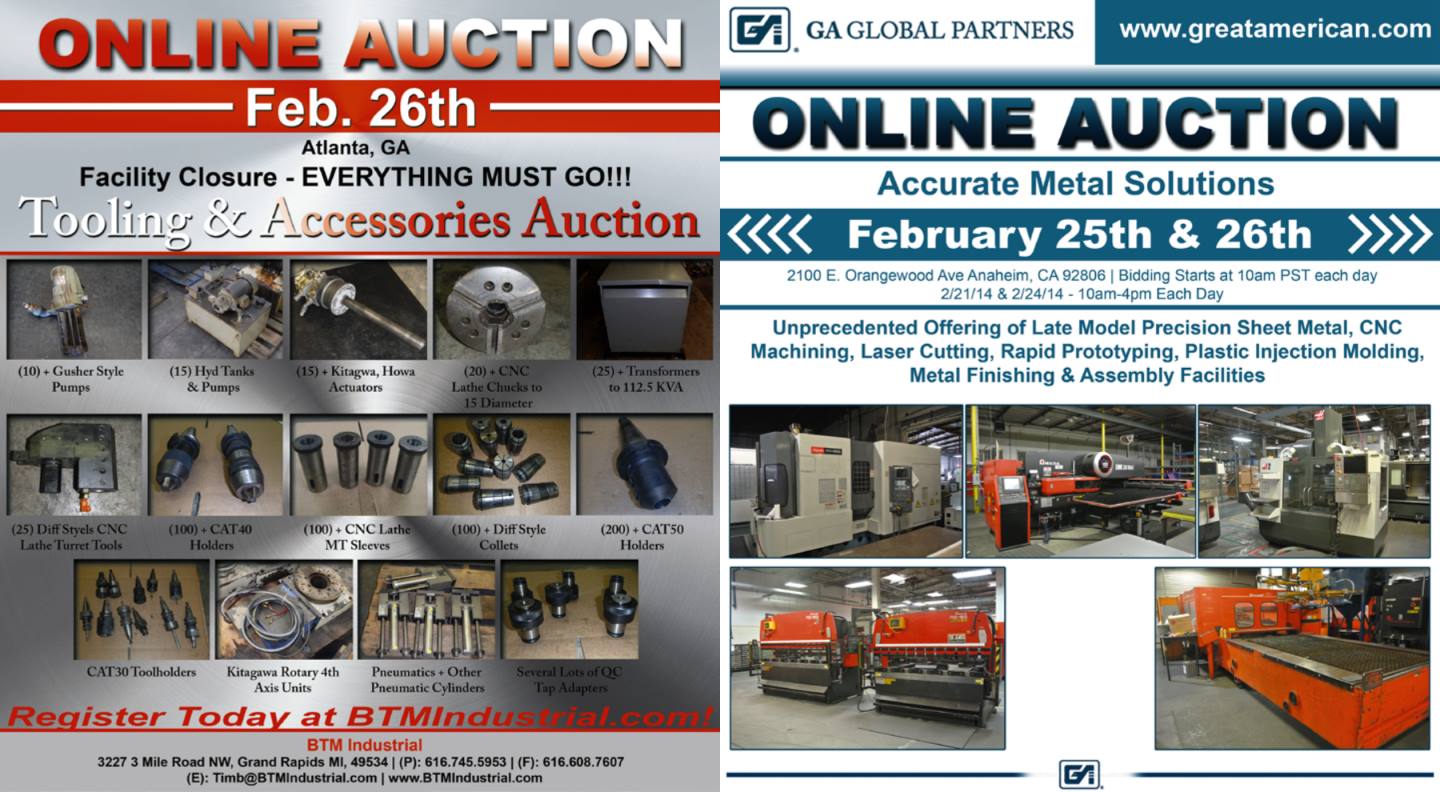 ONLINE AUCTION
Feb. 26th
Atlanta, GA
Facility Closure - EVERYTHING MUST GO!!!
Tooling & Accessories Auction
(10) + Gusher Style
Pumps
(15) Hyd Tanks
& Pumps
(15) + Kitagwa, Howa
Actuators
(20) + CNC
Lathe Chucks to
15 Diameter
(25) + Transformers
to 112.5 KVA
(25) Diff Styels CNC
Lathe Turret Tools
(100) + CAT40
Holders
(100) + CNC Lathe
MT Sleeves
(100) + Diff Style
Collets
(200) + CAT50
Holders
CAT30 Toolholders
Kitagawa Rotary 4th
Axis Units
Pneumatics + Other
Pneumatic Cylinders
Several Lots of QC
Tap Adapters
Register Today at BTMIndustrial.com!
BTM Industrial
3227 3 Mile Road NW, Grand Rapids MI, 49534 | (P): 616.745.5953 | (F): 616.608.7607
(E): Timb@BTMIndustrial.com | www.BTMIndustrial.com
GA GA GLOBAL PARTNERS
www.greatamerican.com
ONLINE AUCTION
Accurate Metal Solutions
February 25th & 26th
2100 E. Orangewood Ave Anaheim, CA 92806 | Bidding Starts at 10am PST each day
2/21/14 & 2/24/14 - 10am-4pm Each Day
Unprecedented Offering of Late Model Precision Sheet Metal, CNC
Machining, Laser Cutting, Rapid Prototyping, Plastic Injection Molding,
Metal Finishing & Assembly Facilities
GA